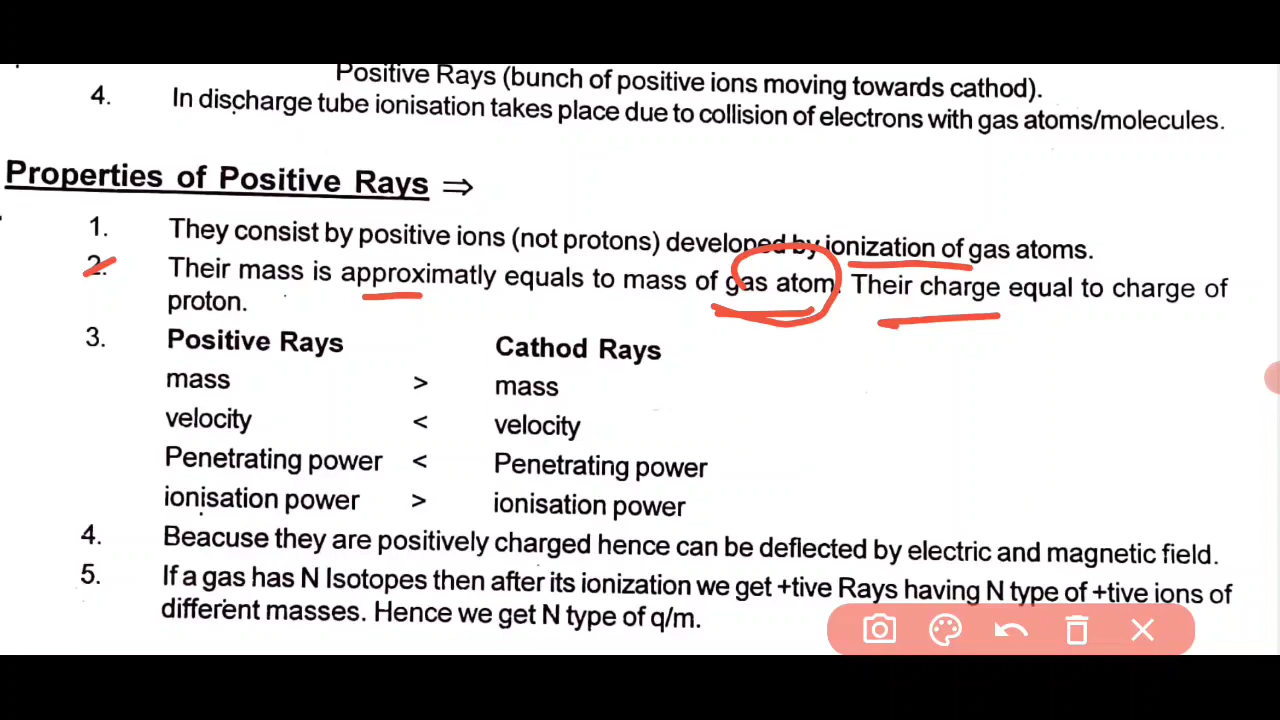 Positive Rays (bunch of positive ions moving towards cathod).
4. In discharge tube ionisation takes place due to collision of electrons with gas atoms/molecules.
Properties of Positive Rays ⇒
1. They consist by positive ions (not protons) developed by ionization of gas atoms.
2. Their mass is approximatly equals to mass of gas atom. Their charge equal to charge of
proton.
3. Positive Rays Cathod Rays
mass > mass
velocity < velocity
Penetrating power < Penetrating power
ionisation power > ionisation power
4. Beacuse they are positively charged hence can be deflected by electric and magnetic field.
5. If a gas has N Isotopes then after its ionization we get +tive Rays having N type of +tive ions of
different masses. Hence we get N type of q/m.